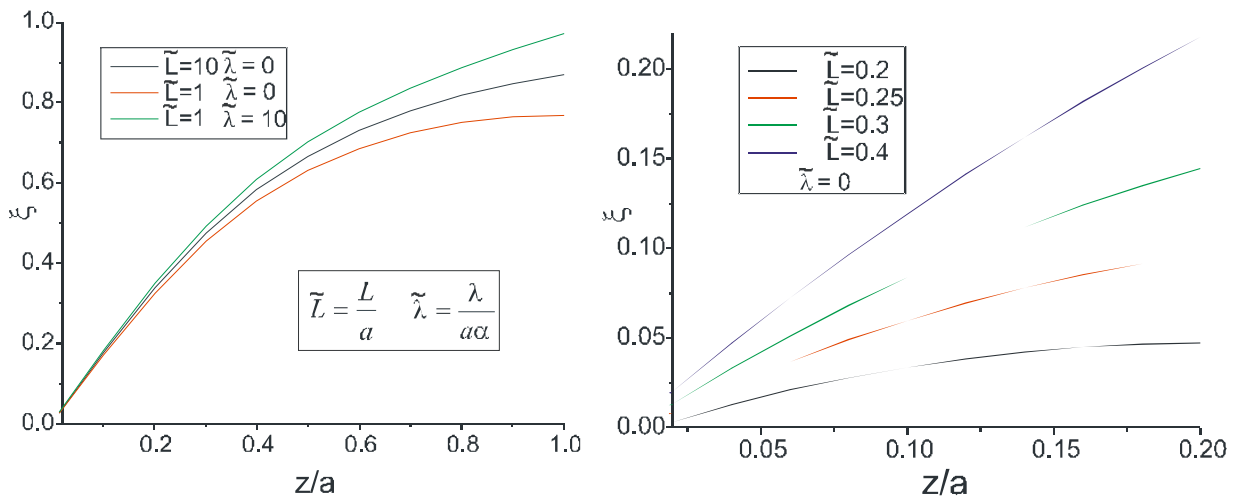 1.0
0.8
0.6
0.4
0.2
0.0
ξ
L̃=10 λ̃ = 0
L̃=1 λ̃ = 0
L̃=1 λ̃ = 10
L̃ = L/a λ̃ = λ/aα
0.2 0.4 0.6 0.8 1.0
z/a
0.20
0.15
0.10
0.05
0.00
ξ
L̃=0.2
L̃=0.25
L̃=0.3
L̃=0.4
λ̃ = 0
0.05 0.10 0.15 0.20
z/a